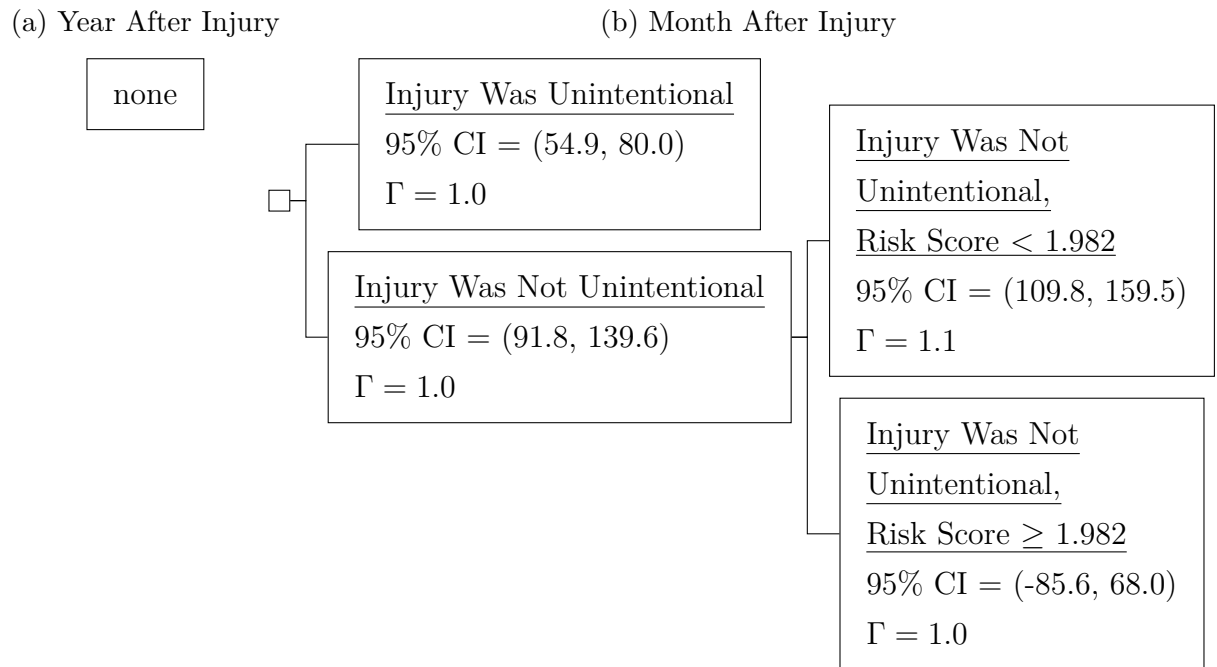 (a) Year After Injury
none
(b) Month After Injury
Injury Was Unintentional
95% CI = (54.9, 80.0)
Γ = 1.0
Injury Was Not Unintentional
95% CI = (91.8, 139.6)
Γ = 1.0
Injury Was Not
Unintentional,
Risk Score < 1.982
95% CI = (109.8, 159.5)
Γ = 1.1
Injury Was Not
Unintentional,
Risk Score ≥ 1.982
95% CI = (-85.6, 68.0)
Γ = 1.0